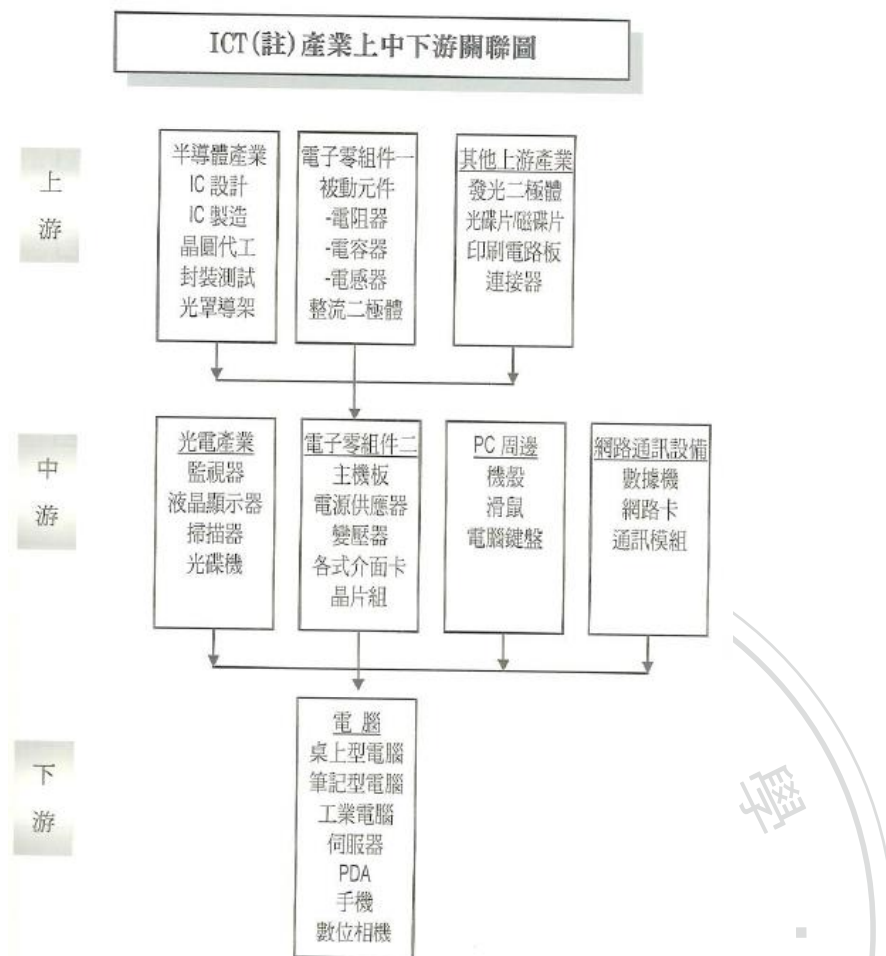 ICT(註)產業上中下游關聯圖
上
游
半導體產業
IC 設計
IC 製造
晶圓代工
封裝測試
光罩導架
電子零組件一
被動元件
-電阻器
-電容器
-電感器
整流二極體
其他上游產業
發光二極體
光碟片/磁碟片
印刷電路板
連接器
中
游
光電產業
監視器
液晶顯示器
掃描器
光碟機
電子零組件二
主機板
電源供應器
變壓器
各式介面卡
晶片組
PC 周邊
機殼
滑鼠
電腦鍵盤
網路通訊設備
數據機
網路卡
通訊模組
下
游
電 腦
桌上型電腦
筆記型電腦
工業電腦
伺服器
PDA
手機
數位相機
學